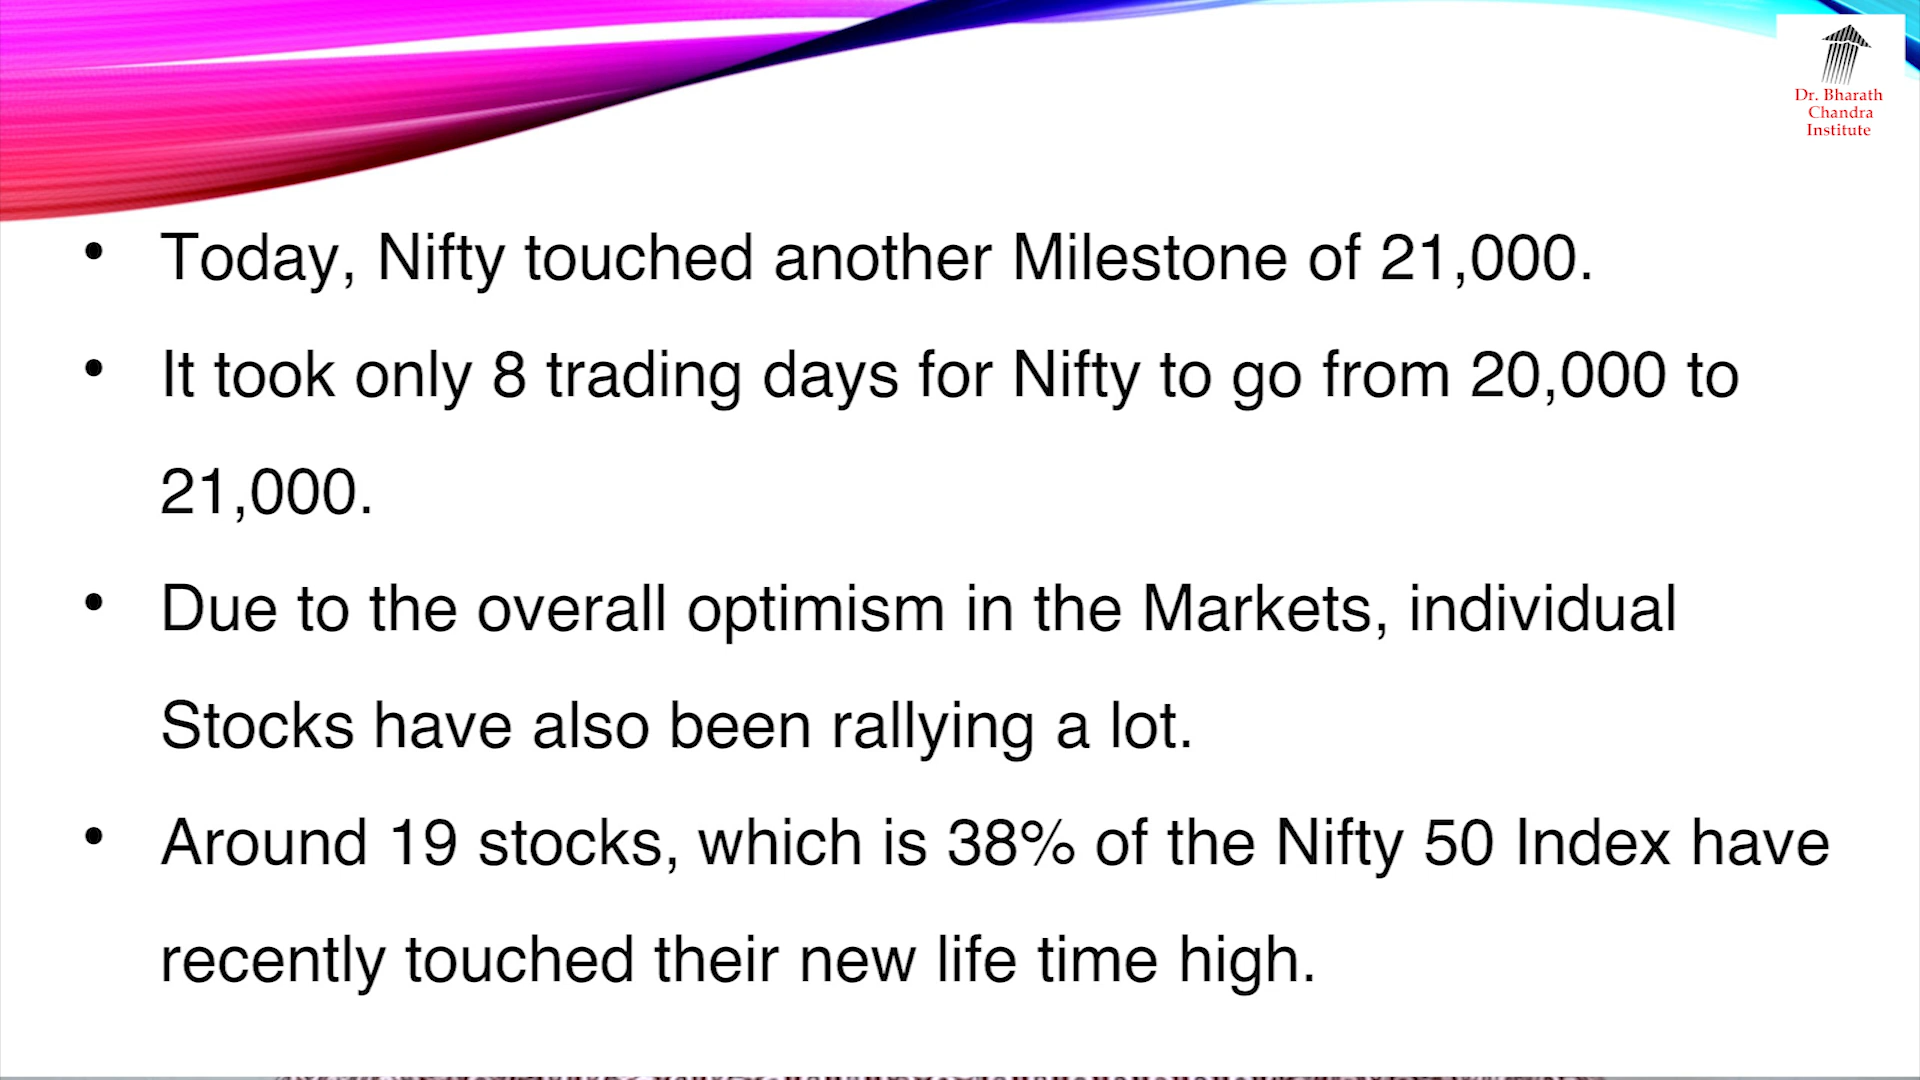 Dr. Bharath
Chandra
Institute
• Today, Nifty touched another Milestone of 21,000.
• It took only 8 trading days for Nifty to go from 20,000 to
21,000.
• Due to the overall optimism in the Markets, individual
Stocks have also been rallying a lot.
• Around 19 stocks, which is 38% of the Nifty 50 Index have
recently touched their new life time high.